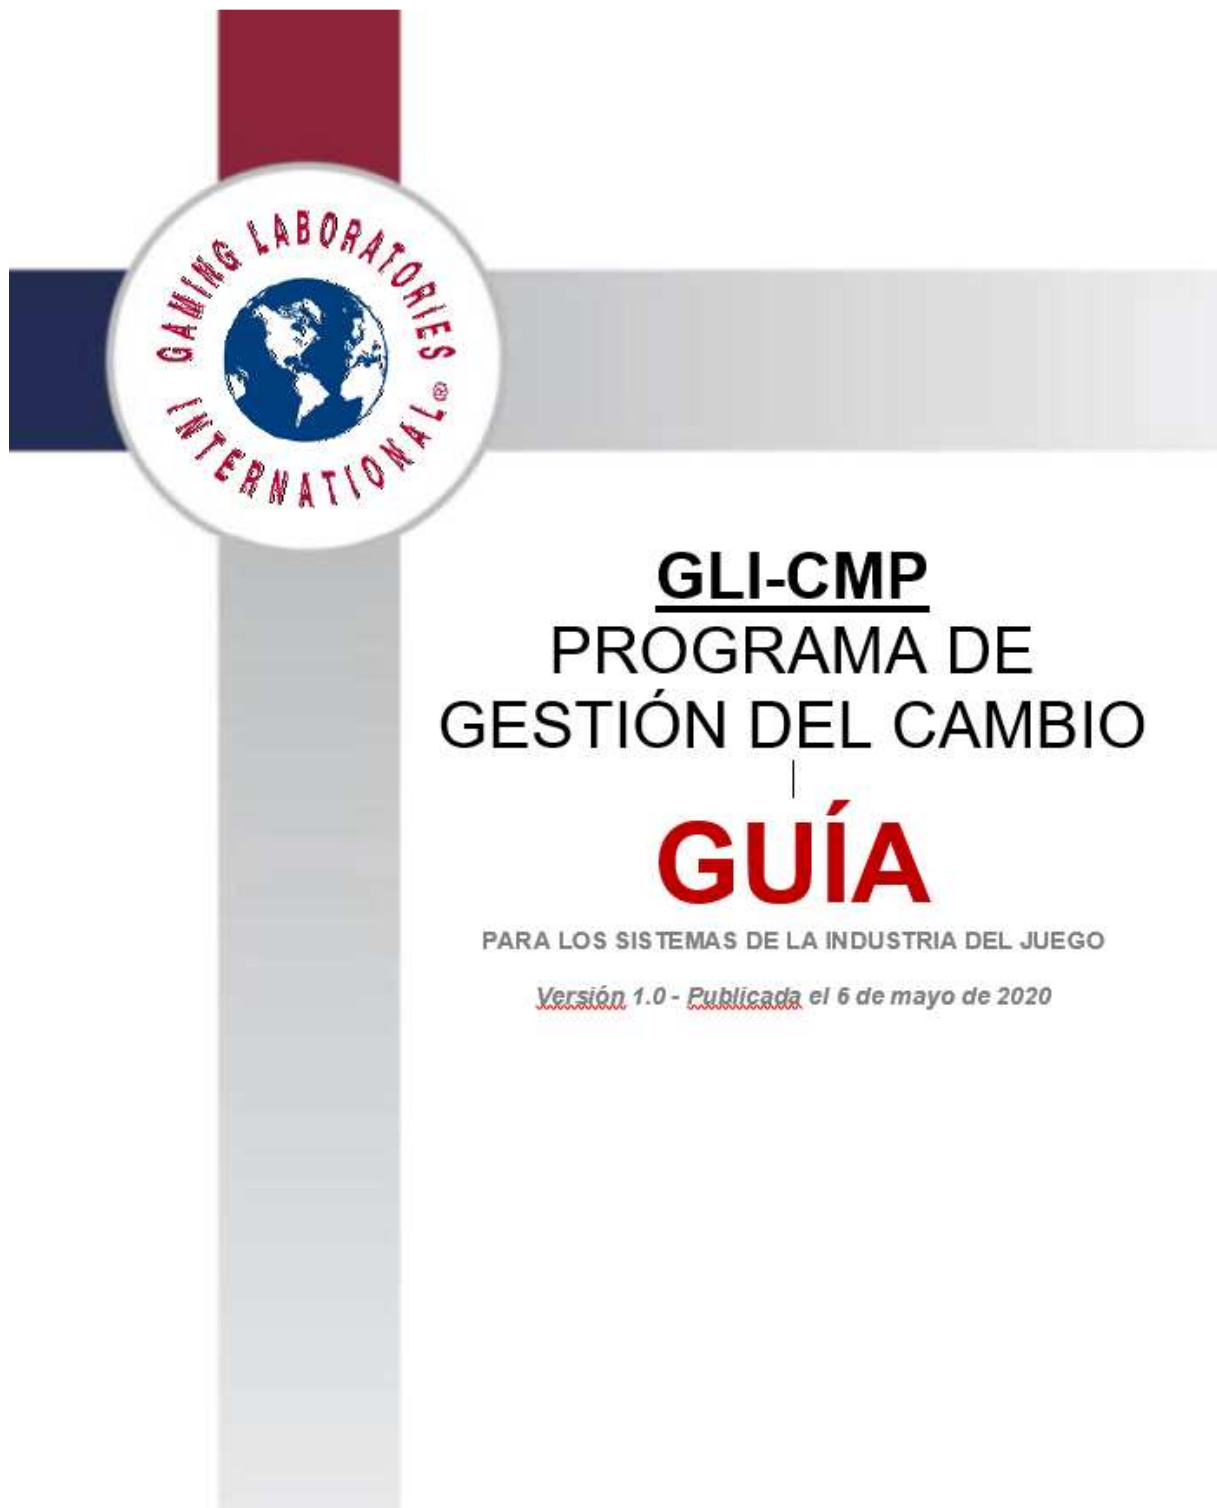 GAMING LABORATORIES
INTERNATIONAL®
GLI-CMP
PROGRAMA DE
GESTIÓN DEL CAMBIO
GUÍA
PARA LOS SISTEMAS DE LA INDUSTRIA DEL JUEGO
Versión 1.0 - Publicada el 6 de mayo de 2020